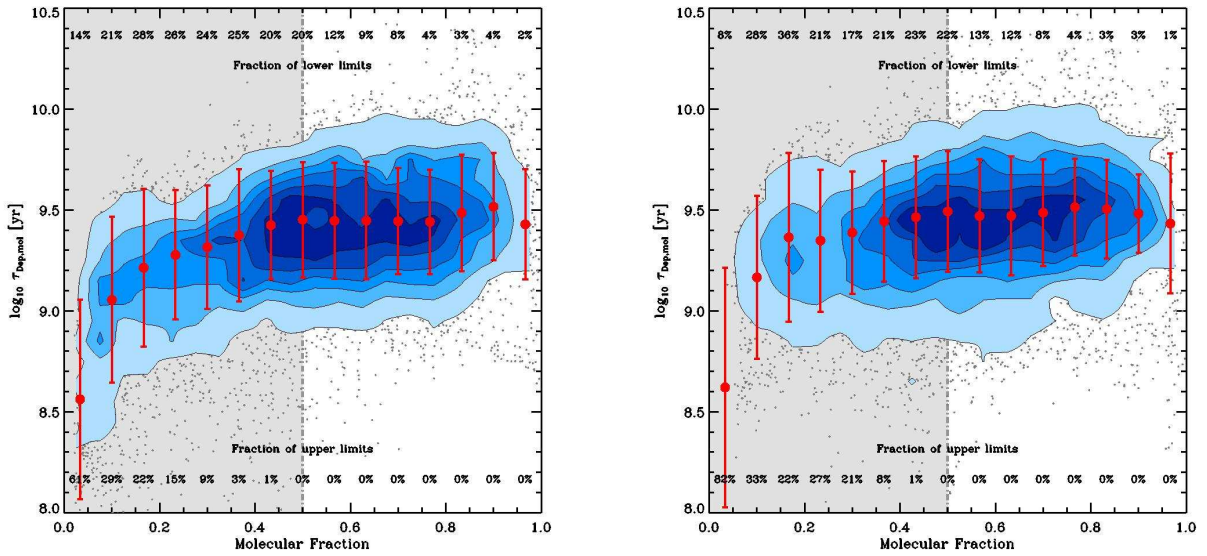 10.5
14% 21% 28% 26% 24% 25% 20% 20% 12% 9% 8% 4% 3% 4% 2%
Fraction of lower limits
10.0
9.5
log10 τDep,mol [yr]
9.0
8.5
Fraction of upper limits
61% 29% 22% 15% 9% 3% 1% 0% 0% 0% 0% 0% 0% 0% 0%
8.0
0.0 0.2 0.4 0.6 0.8 1.0
Molecular Fraction
10.5
8% 28% 36% 21% 17% 21% 23% 22% 13% 12% 8% 4% 3% 3% 1%
Fraction of lower limits
10.0
9.5
log10 τDep,mol [yr]
9.0
8.5
Fraction of upper limits
82% 33% 22% 27% 21% 8% 1% 0% 0% 0% 0% 0% 0% 0% 0%
8.0
0.0 0.2 0.4 0.6 0.8 1.0
Molecular Fraction